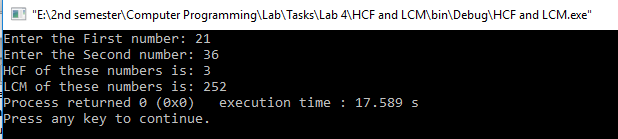 "E:\2nd semester\Computer Programming\Lab\Tasks\Lab 4\HCF and LCM\bin\Debug\HCF and LCM.exe"
Enter the First number: 21
Enter the Second number: 36
HCF of these numbers is: 3
LCM of these numbers is: 252
Process returned 0 (0x0)   execution time : 17.589 s
Press any key to continue.